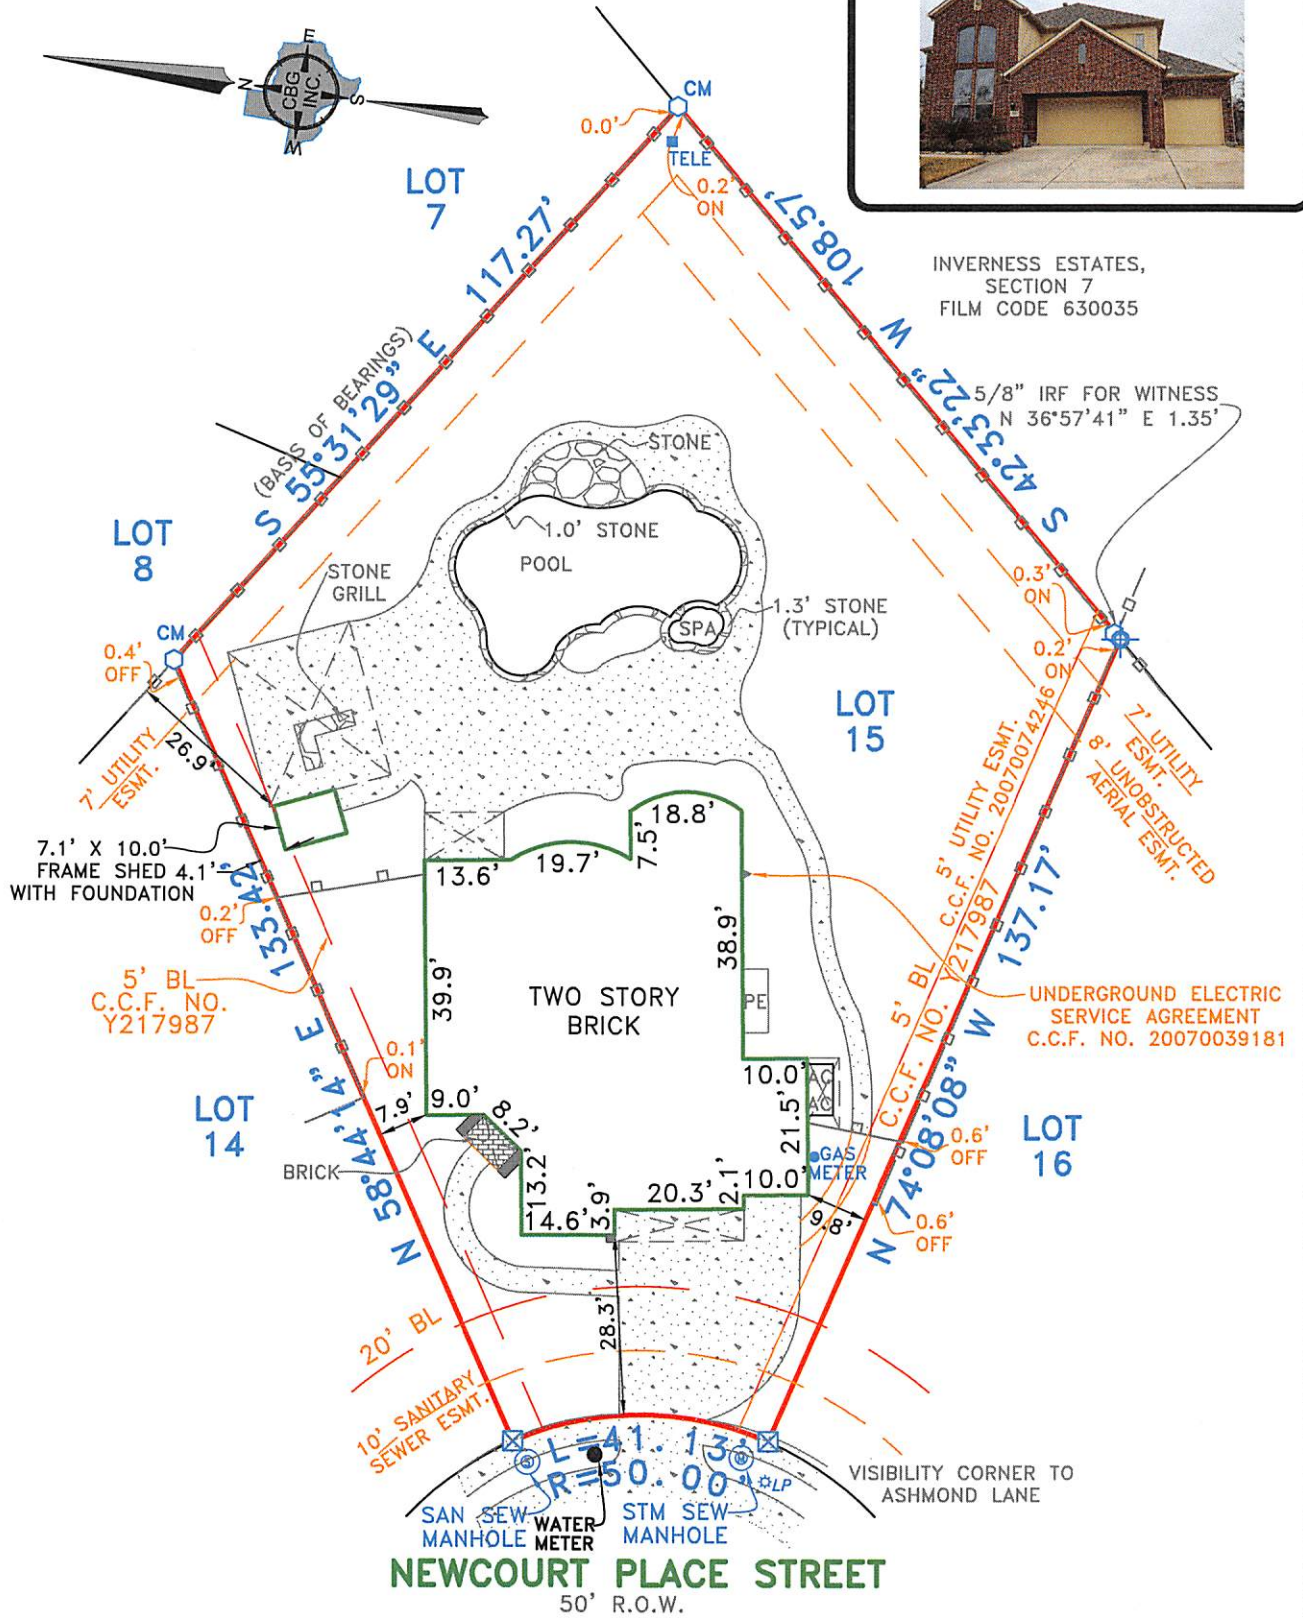 N
E
S
W
CBG
INC.
CM
0.0'
TELE
0.2'
ON
LOT
7
117.27'
108.57'
INVERNESS ESTATES,
SECTION 7
FILM CODE 630035
(BASIS OF BEARINGS)
S 55°31'29" E
S 42°33'22" W
5/8" IRF FOR WITNESS
N 36°57'41" E 1.35'
LOT
8
STONE
1.0' STONE
POOL
STONE
GRILL
1.3' STONE
(TYPICAL)
SPA
0.3'
ON
0.2'
ON
CM
0.4'
OFF
26.9'
7' UTILITY
ESMT.
LOT
15
7' UTILITY
ESMT.
8' UNOBSTRUCTED
AERIAL ESMT.
5' UTILITY ESMT.
C.C.F. NO. 20070074246
7.1' X 10.0'
FRAME SHED 4.1'
WITH FOUNDATION
13.6'
19.7'
7.5'
18.8'
133.42'
0.2'
OFF
38.9'
137.17'
5' BL
C.C.F. NO.
Y217987
39.9'
TWO STORY
BRICK
PE
5' BL
C.C.F. NO. Y217987
UNDERGROUND ELECTRIC
SERVICE AGREEMENT
C.C.F. NO. 20070039181
0.1'
ON
10.0'
AC
AC
LOT
14
7.9'
9.0'
8.2'
21.5'
N 58°44'14" E
N 74°08'08" W
0.6'
OFF
LOT
16
BRICK
13.2'
GAS
METER
14.6'
3.9'
20.3'
2.1'
10.0'
9.8'
0.6'
OFF
28.3'
20' BL
10' SANITARY
SEWER ESMT.
L=41.13'
R=50.00'
LP
VISIBILITY CORNER TO
ASHMOND LANE
S
SAN SEW
MANHOLE
WATER
METER
STM SEW
MANHOLE
NEWCOURT PLACE STREET
50' R.O.W.